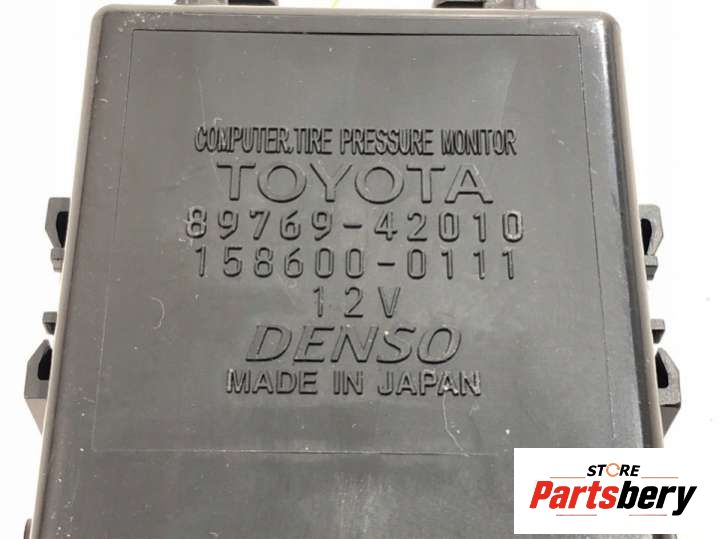 COMPUTER.TIRE PRESSURE MONITOR
TOYOTA
89769-42010
158600-0111
12V
DENSO
MADE IN JAPAN
STORE
Partsbery